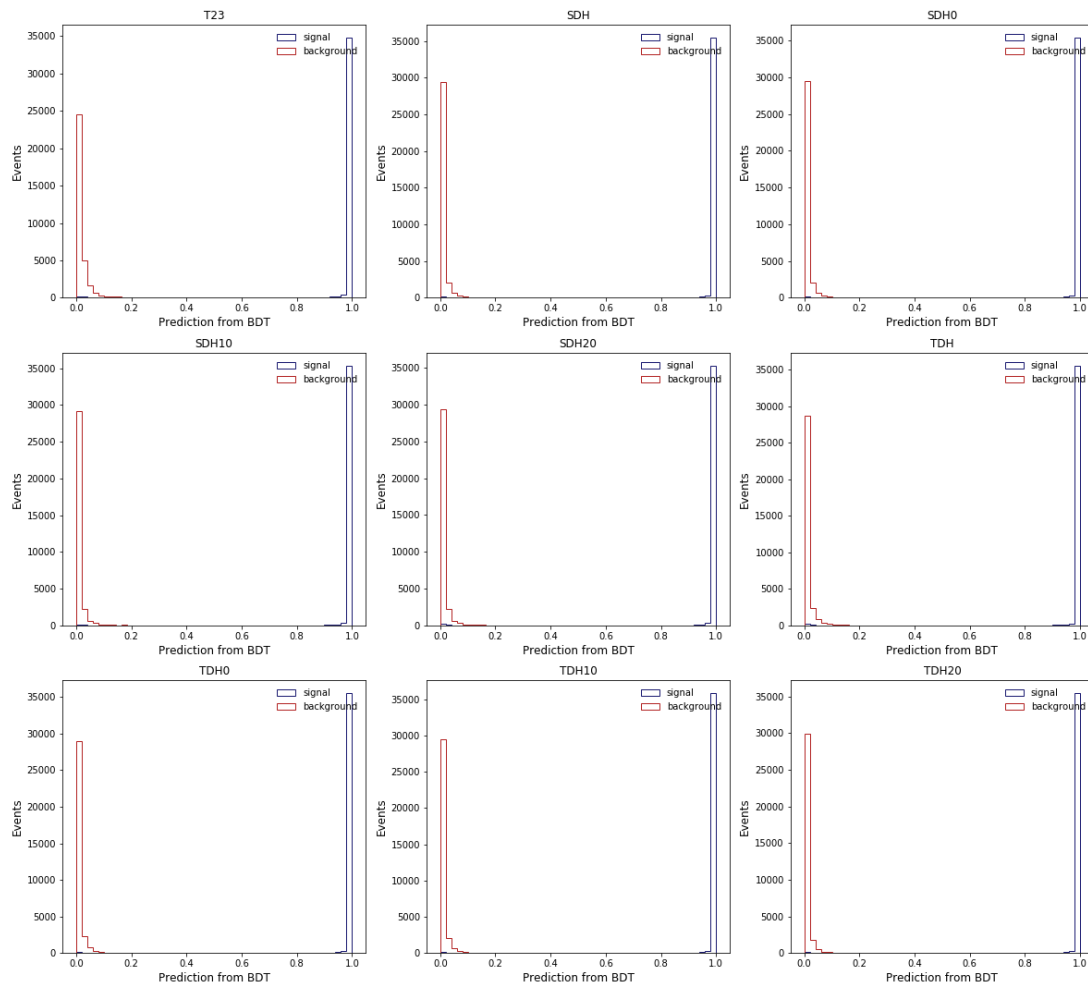 T23
signal
background
35000
30000
25000
20000
15000
10000
5000
0
Events
0.0 0.2 0.4 0.6 0.8 1.0
Prediction from BDT
SDH
signal
background
35000
30000
25000
20000
15000
10000
5000
0
Events
0.0 0.2 0.4 0.6 0.8 1.0
Prediction from BDT
SDH0
signal
background
35000
30000
25000
20000
15000
10000
5000
0
Events
0.0 0.2 0.4 0.6 0.8 1.0
Prediction from BDT
SDH10
signal
background
35000
30000
25000
20000
15000
10000
5000
0
Events
0.0 0.2 0.4 0.6 0.8 1.0
Prediction from BDT
SDH20
signal
background
35000
30000
25000
20000
15000
10000
5000
0
Events
0.0 0.2 0.4 0.6 0.8 1.0
Prediction from BDT
TDH
signal
background
35000
30000
25000
20000
15000
10000
5000
0
Events
0.0 0.2 0.4 0.6 0.8 1.0
Prediction from BDT
TDH0
signal
background
35000
30000
25000
20000
15000
10000
5000
0
Events
0.0 0.2 0.4 0.6 0.8 1.0
Prediction from BDT
TDH10
signal
background
35000
30000
25000
20000
15000
10000
5000
0
Events
0.0 0.2 0.4 0.6 0.8 1.0
Prediction from BDT
TDH20
signal
background
35000
30000
25000
20000
15000
10000
5000
0
Events
0.0 0.2 0.4 0.6 0.8 1.0
Prediction from BDT